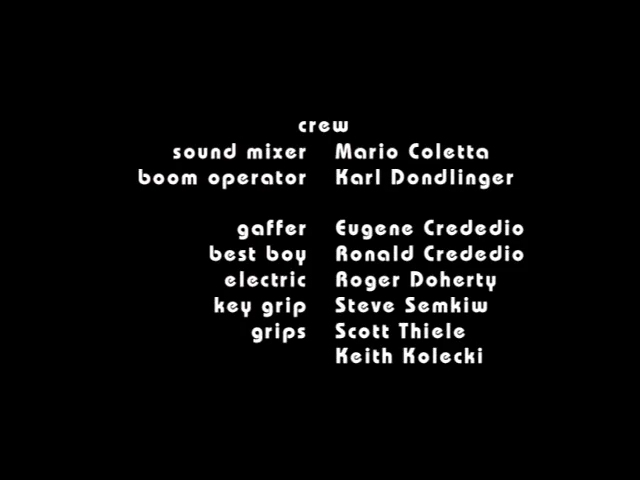 crew
sound mixer Mario Coletta
boom operator Karl Dondlinger
gaffer Eugene Crededio
best boy Ronald Crededio
electric Roger Doherty
key grip Steve Semkiw
grips Scott Thiele
Keith Kolecki